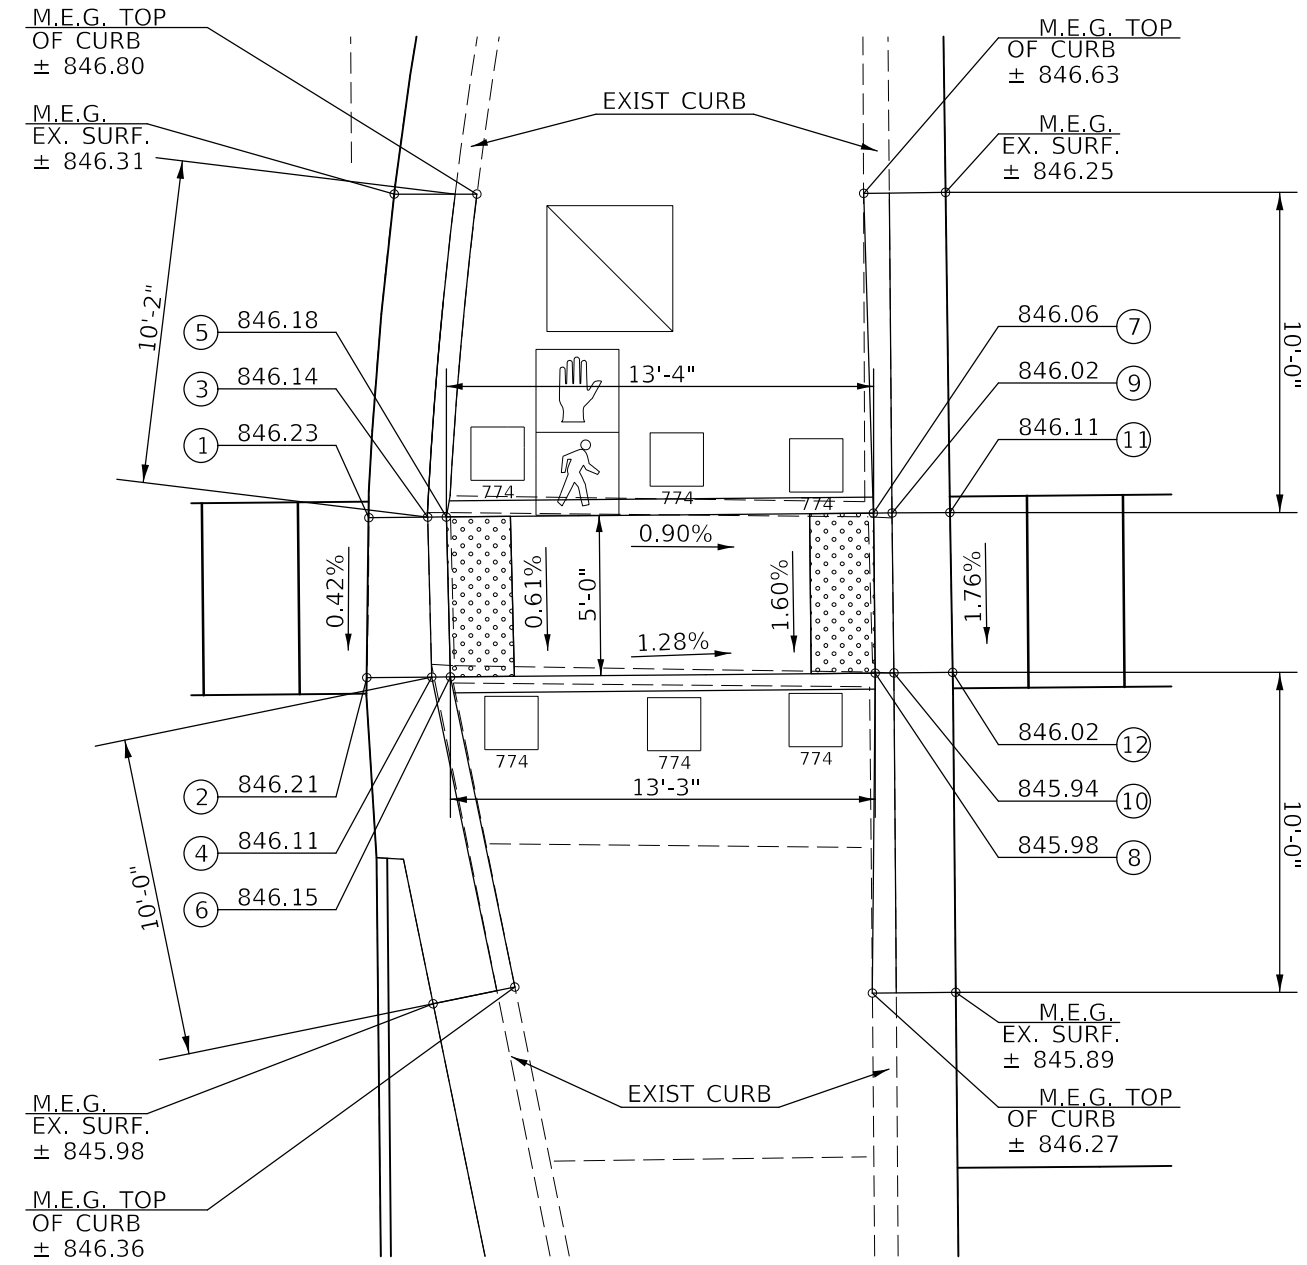 M.E.G. TOP
OF CURB
± 846.80
M.E.G.
EX. SURF.
± 846.31
EXIST CURB
M.E.G. TOP
OF CURB
± 846.63
M.E.G.
EX. SURF.
± 846.25
10'-2"
5 846.18
3 846.14
1 846.23
13'-4"
846.06 7
846.02 9
846.11 11
10'-0"
774
774
774
0.42%
0.61%
5'-0"
0.90%
1.28%
1.60%
1.76%
774
774
774
13'-3"
2 846.21
4 846.11
6 846.15
10'-0"
846.02 12
845.94 10
845.98 8
10'-0"
EXIST CURB
M.E.G.
EX. SURF.
± 845.98
M.E.G. TOP
OF CURB
± 846.36
M.E.G.
EX. SURF.
± 845.89
M.E.G. TOP
OF CURB
± 846.27